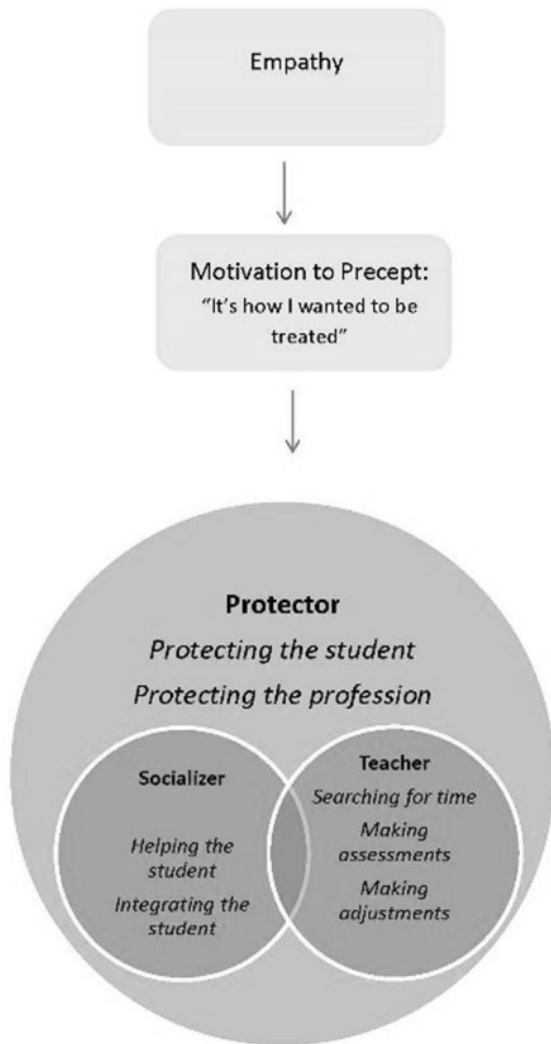 Empathy
Motivation to Precept:
“It’s how I wanted to be
treated”
Protector
Protecting the student
Protecting the profession
Socializer
Helping the
student
Integrating the
student
Teacher
Searching for time
Making
assessments
Making
adjustments